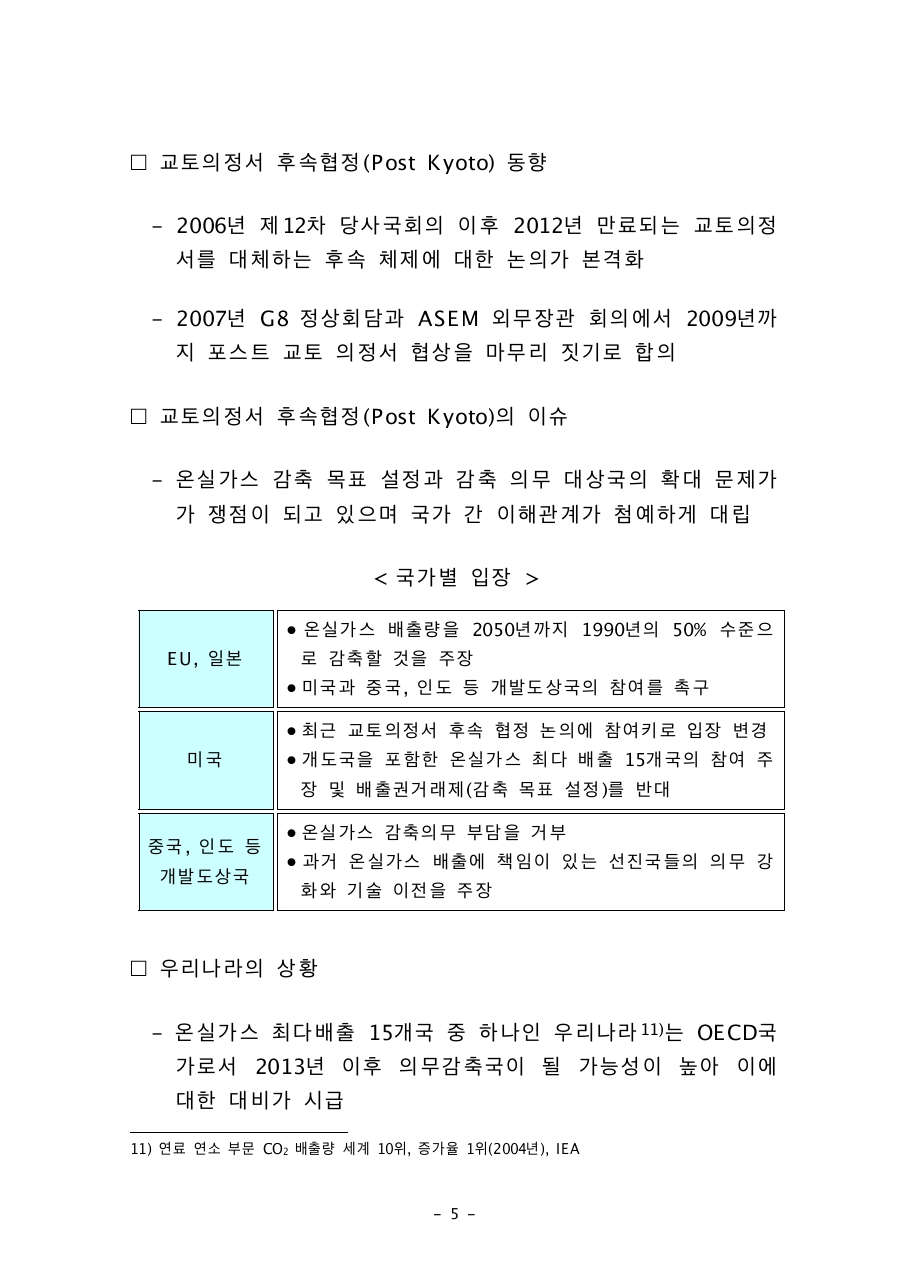 □ 교토의정서 후속협정(Post Kyoto) 동향
- 2006년 제12차 당사국회의 이후 2012년 만료되는 교토의정
서를 대체하는 후속 체제에 대한 논의가 본격화
- 2007년 G8 정상회담과 ASEM 외무장관 회의에서 2009년까
지 포스트 교토 의정서 협상을 마무리 짓기로 합의
□ 교토의정서 후속협정(Post Kyoto)의 이슈
- 온실가스 감축 목표 설정과 감축 의무 대상국의 확대 문제가
가 쟁점이 되고 있으며 국가 간 이해관계가 첨예하게 대립
< 국가별 입장 >
EU, 일본
● 온실가스 배출량을 2050년까지 1990년의 50% 수준으
로 감축할 것을 주장
● 미국과 중국, 인도 등 개발도상국의 참여를 촉구
미국
● 최근 교토의정서 후속 협정 논의에 참여키로 입장 변경
● 개도국을 포함한 온실가스 최다 배출 15개국의 참여 주
장 및 배출권거래제(감축 목표 설정)를 반대
중국, 인도 등
개발도상국
● 온실가스 감축의무 부담을 거부
● 과거 온실가스 배출에 책임이 있는 선진국들의 의무 강
화와 기술 이전을 주장
□ 우리나라의 상황
- 온실가스 최다배출 15개국 중 하나인 우리나라11)는 OECD국
가로서 2013년 이후 의무감축국이 될 가능성이 높아 이에
대한 대비가 시급
11) 연료 연소 부문 CO₂ 배출량 세계 10위, 증가율 1위(2004년), IEA
- 5 -